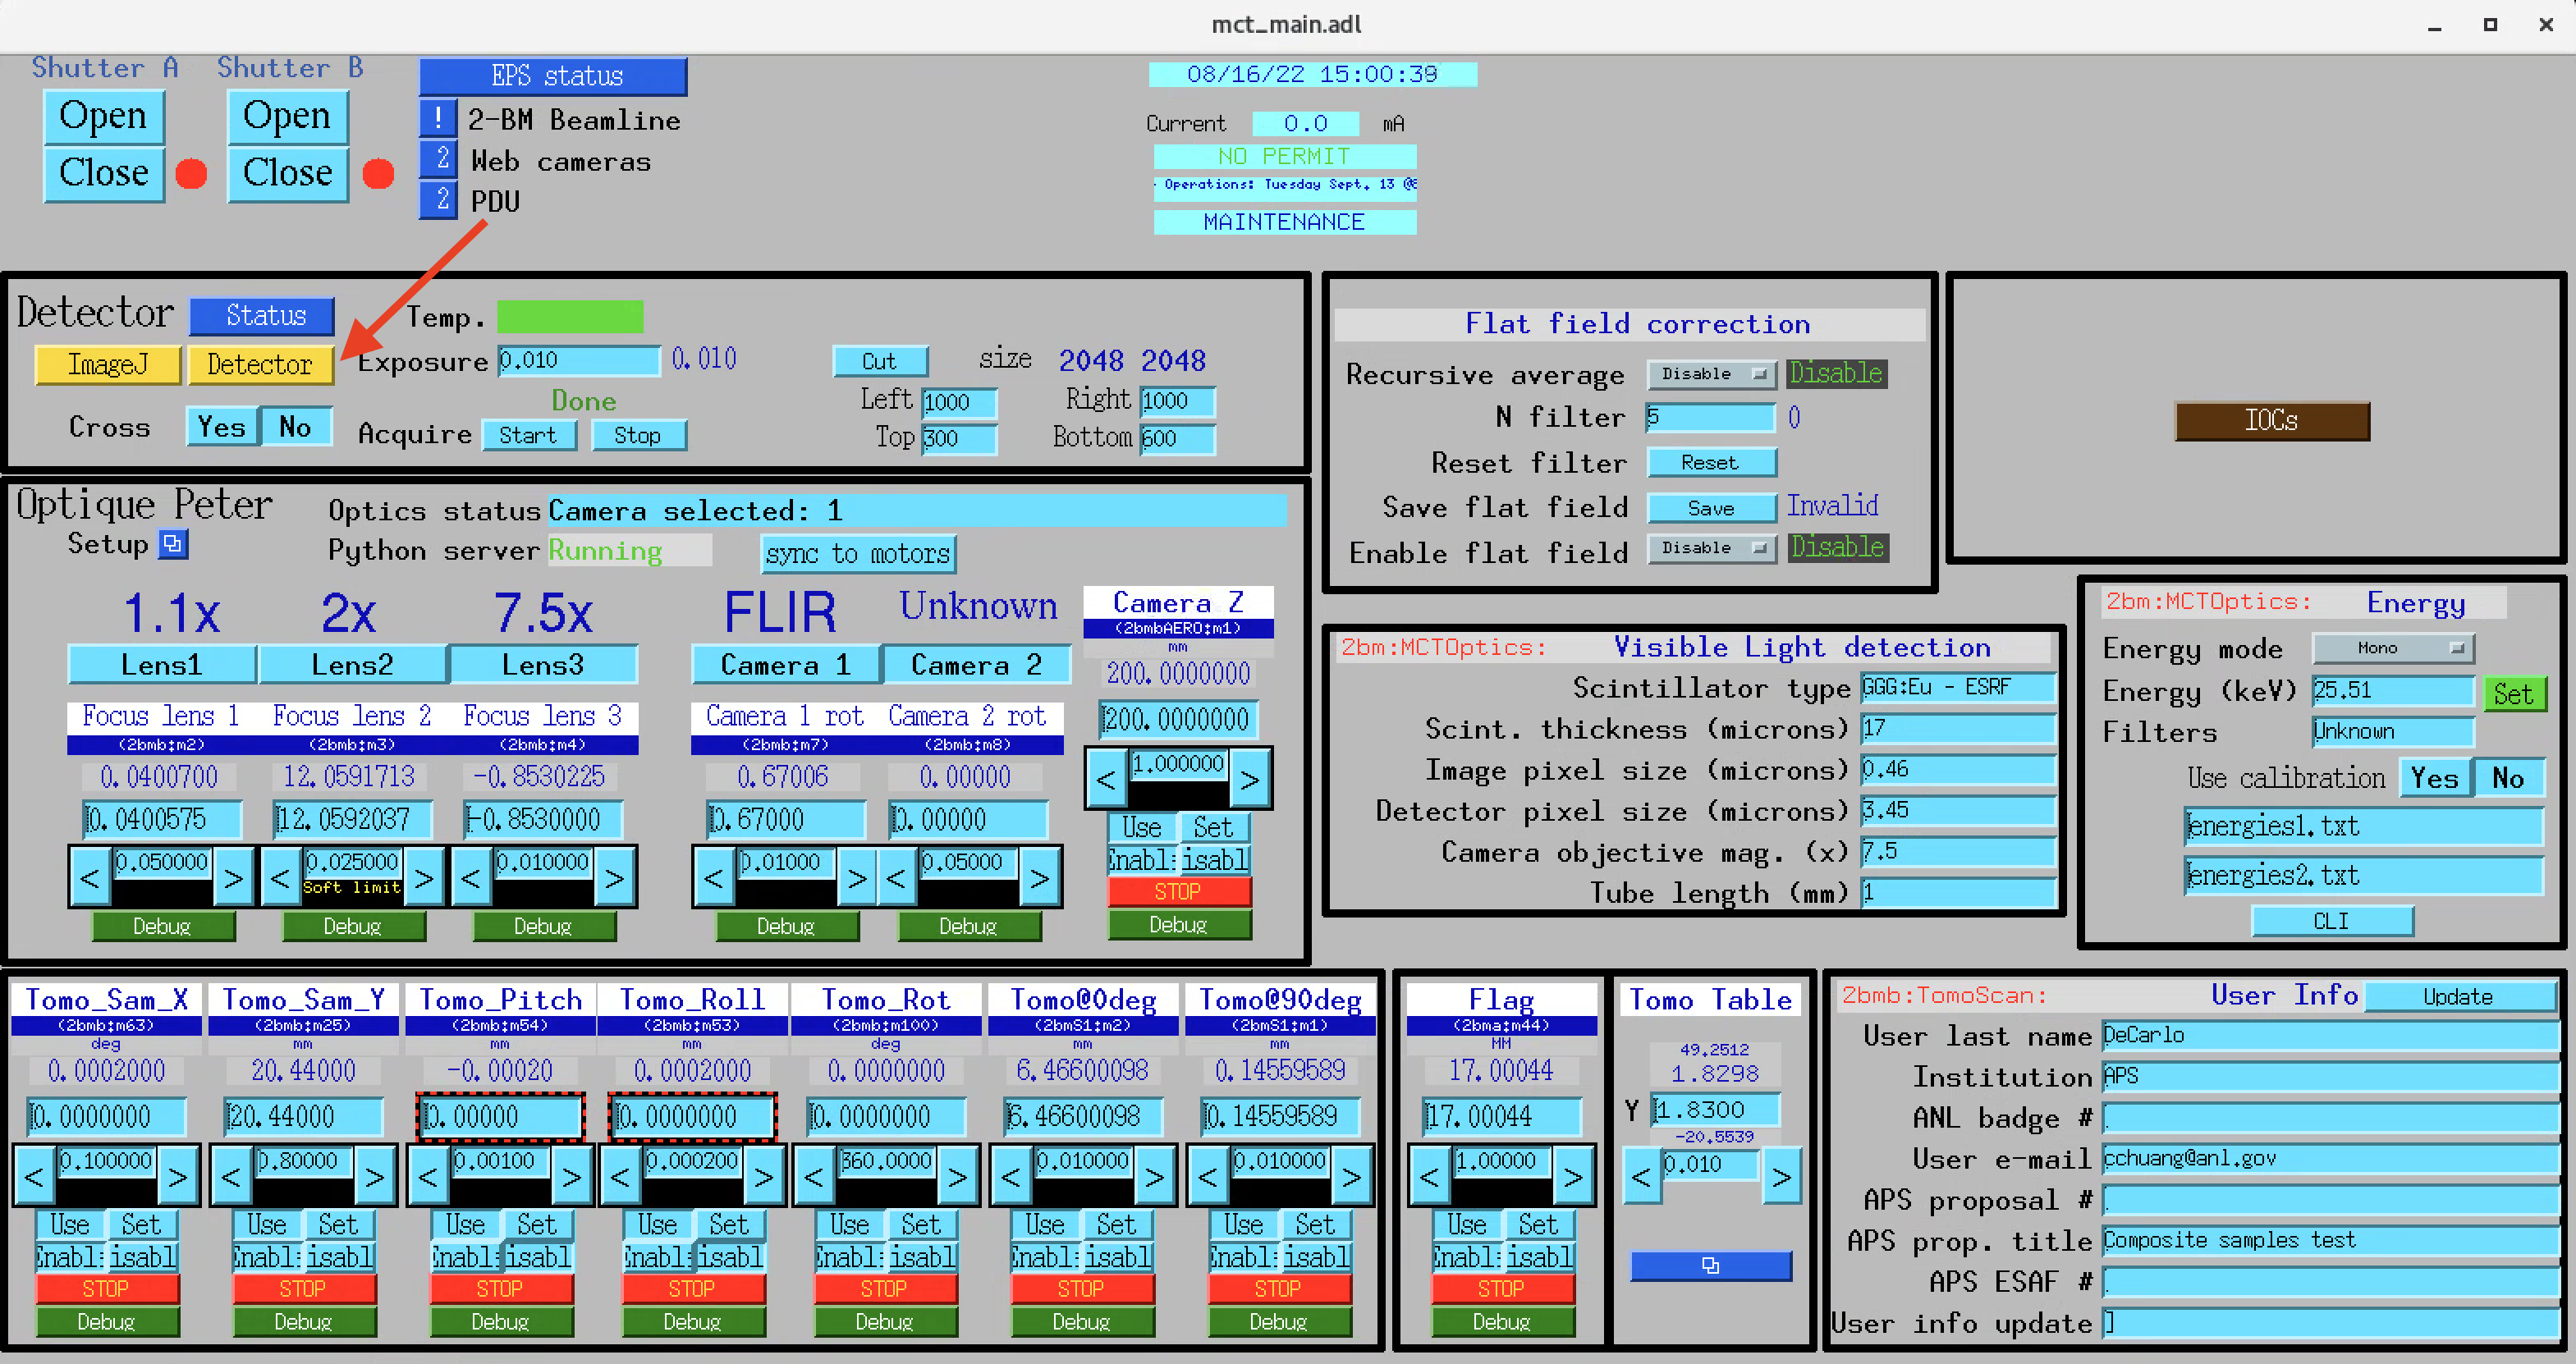 mct_main.adl
Shutter A Shutter B
Open Open
Close Close
EPS status
! 2-BM Beamline
2 Web cameras
2 PDU
08/16/22 15:00:39
Current 0.0 mA
NO PERMIT
Operations: Tuesday Sept. 13 @
MAINTENANCE
Detector Status Temp.
ImageJ Detector Exposure 0.010 0.010
Cut size 2048 2048
Done
Left 1000 Right 1000
Cross Yes No Acquire Start Stop
Top 300 Bottom 600
Flat field correction
Recursive average Disable Disable
N filter 5 0
Reset filter Reset
Save flat field Save Invalid
Enable flat field Disable Disable
IOCs
Optique Peter
Setup
Optics status Camera selected: 1
Python server Running sync to motors
1.1x 2x 7.5x FLIR Unknown
Lens1 Lens2 Lens3 Camera 1 Camera 2
Focus lens 1 Focus lens 2 Focus lens 3 Camera 1 rot Camera 2 rot
(2bmb:m2) (2bmb:m3) (2bmb:m4) (2bmb:m7) (2bmb:m8)
0.0400700 12.0591713 -0.8530225 0.67006 0.00000
0.0400575 12.0592037 -0.8530000 0.67000 0.00000
< 0.050000 > < 0.025000 > < 0.010000 > < 0.01000 > < 0.05000 >
Soft limit
Debug Debug Debug Debug Debug
Camera Z
(2bmbAERO:m1)
mm
200.0000000
200.0000000
< 1.000000 >
Use Set
Enabl isabl
STOP
Debug
2bm:MCTOptics: Visible Light detection
Scintillator type GGG:Eu - ESRF
Scint. thickness (microns) 17
Image pixel size (microns) 0.46
Detector pixel size (microns) 3.45
Camera objective mag. (x) 7.5
Tube length (mm) 1
2bm:MCTOptics: Energy
Energy mode Mono
Energy (keV) 25.51 Set
Filters Unknown
Use calibration Yes No
energies1.txt
energies2.txt
CLI
Tomo_Sam_X Tomo_Sam_Y Tomo_Pitch Tomo_Roll Tomo_Rot Tomo@0deg Tomo@90deg
(2bmb:m63) (2bmb:m25) (2bmb:m54) (2bmb:m53) (2bmb:m100) (2bmS1:m2) (2bmS1:m1)
deg mm mm mm deg mm mm
0.0002000 20.44000 -0.00020 0.0002000 0.0000000 6.46600098 0.14559589
0.0000000 20.44000 0.00000 0.0000000 0.0000000 6.46600098 0.14559589
< 0.100000 > < 0.80000 > < 0.00100 > < 0.000200 > < 360.0000 > < 0.010000 > < 0.010000 >
Use Set Use Set Use Set Use Set Use Set Use Set Use Set
Enabl isabl Enabl isabl Enabl isabl Enabl isabl Enabl isabl Enabl isabl Enabl isabl
STOP STOP STOP STOP STOP STOP STOP
Debug Debug Debug Debug Debug Debug Debug
Flag
(2bma:m44)
MM
17.00044
17.00044
< 1.00000 >
Use Set
Enabl isabl
STOP
Debug
Tomo Table
49.2512
1.8298
Y 1.8300
-20.5539
< 0.010 >
2bmb:TomoScan: User Info Update
User last name DeCarlo
Institution APS
ANL badge #
User e-mail cchuang@anl.gov
APS proposal #
APS prop. title Composite samples test
APS ESAF #
User info update ]